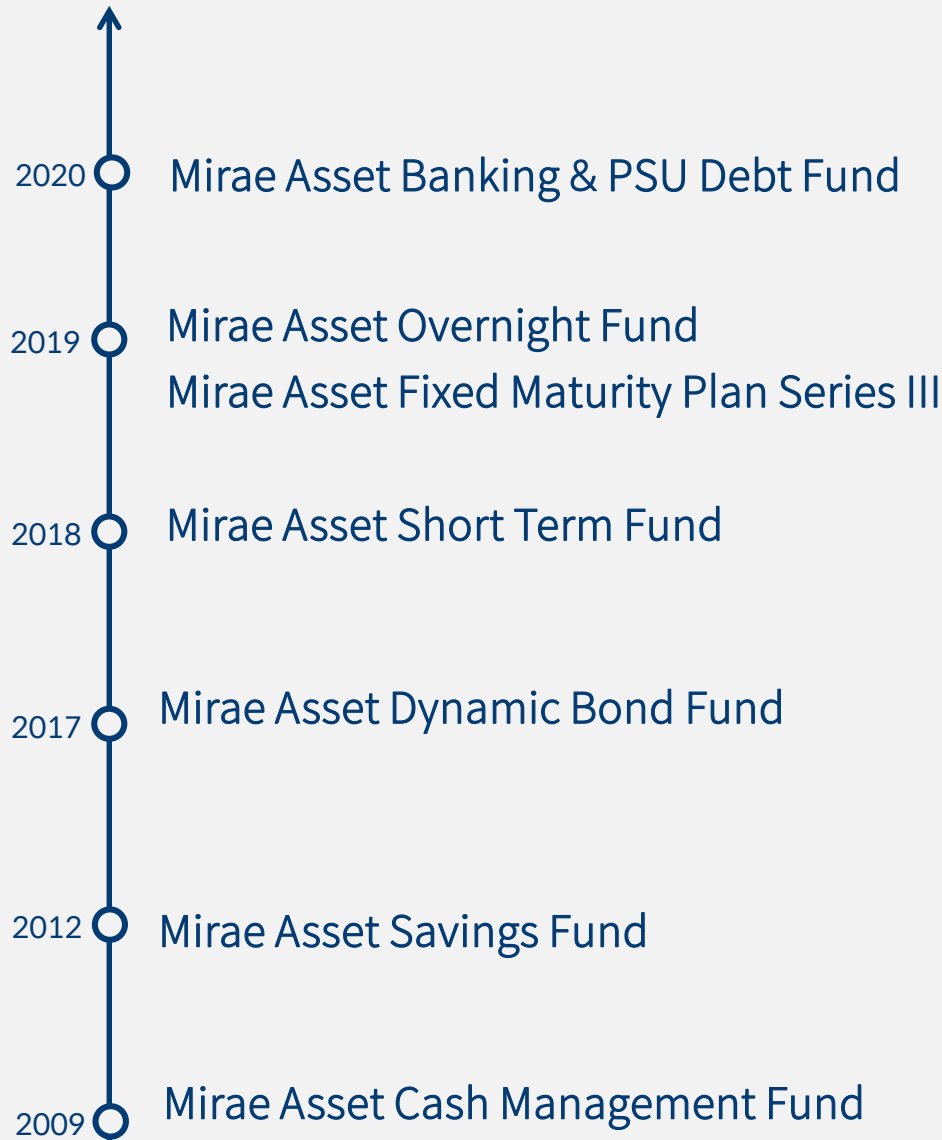 2020 Mirae Asset Banking & PSU Debt Fund
2019 Mirae Asset Overnight Fund
Mirae Asset Fixed Maturity Plan Series III
2018 Mirae Asset Short Term Fund
2017 Mirae Asset Dynamic Bond Fund
2012 Mirae Asset Savings Fund
2009 Mirae Asset Cash Management Fund